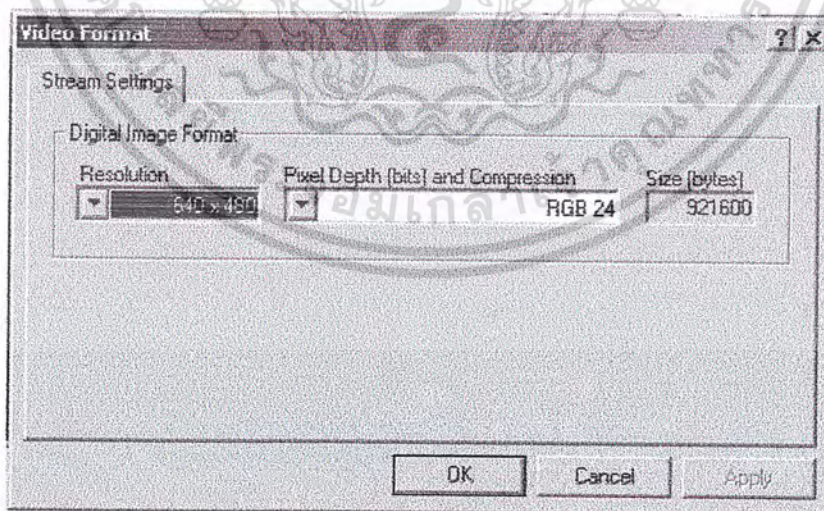 Video Format
Stream Settings
Digital Image Format
Resolution
Pixel Depth (bits) and Compression
Size (bytes)
640 x 480
RGB 24
921600
OK
Cancel
Apply